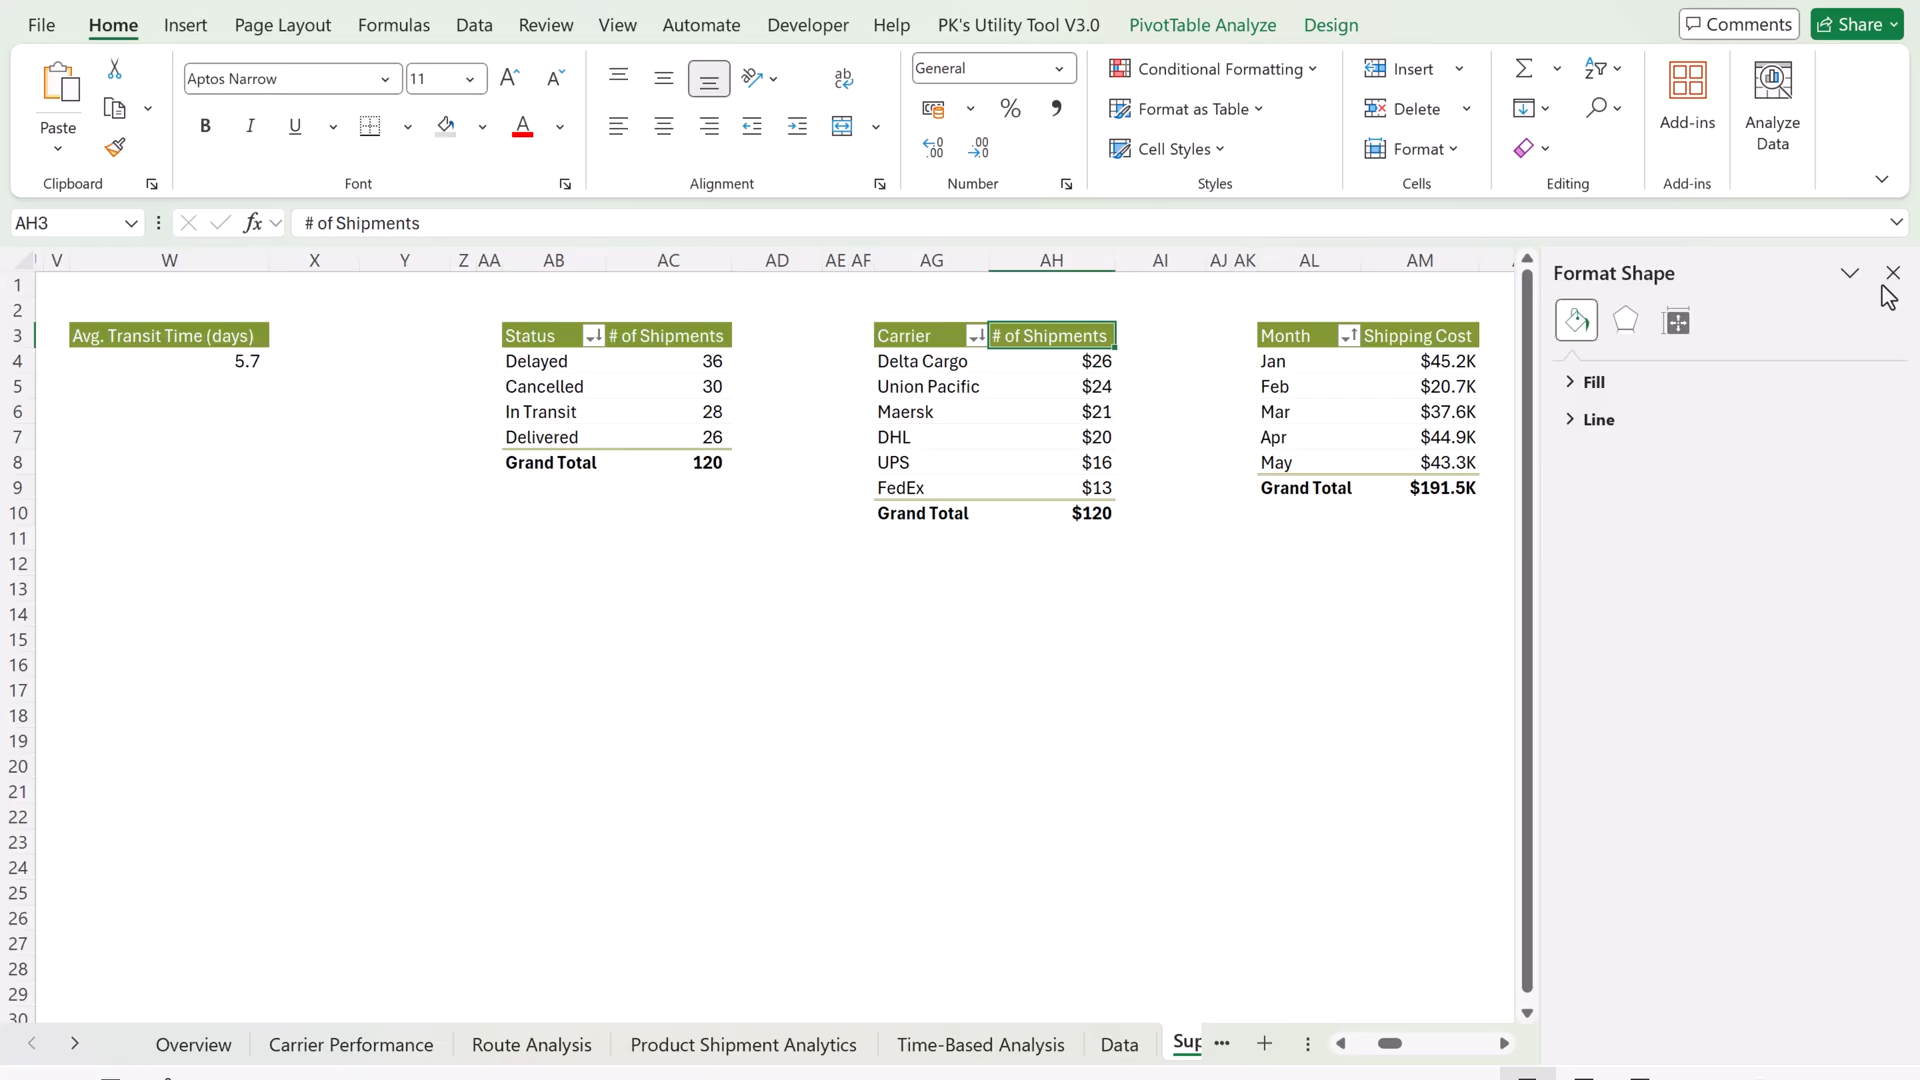 File Home Insert Page Layout Formulas Data Review View Automate Developer Help PK's Utility Tool V3.0 PivotTable Analyze Design Comments Share
Paste
Clipboard
Aptos Narrow 11
B I U A
Font
ab
Alignment
General
% ,
Number
Conditional Formatting
Format as Table
Cell Styles
Styles
Insert
Delete
Format
Cells
Editing
Add-ins
Add-ins
Analyze
Data
AH3 fx # of Shipments
V W X Y Z AA AB AC AD AE AF AG AH AI AJ AK AL AM
1
2
3 Avg. Transit Time (days) Status # of Shipments Carrier # of Shipments Month Shipping Cost
4 5.7 Delayed 36 Delta Cargo $26 Jan $45.2K
5 Cancelled 30 Union Pacific $24 Feb $20.7K
6 In Transit 28 Maersk $21 Mar $37.6K
7 Delivered 26 DHL $20 Apr $44.9K
8 Grand Total 120 UPS $16 May $43.3K
9 FedEx $13 Grand Total $191.5K
10 Grand Total $120
11
12
13
14
15
16
17
18
19
20
21
22
23
24
25
26
27
28
29
30
Format Shape
Fill
Line
Overview Carrier Performance Route Analysis Product Shipment Analytics Time-Based Analysis Data Sup